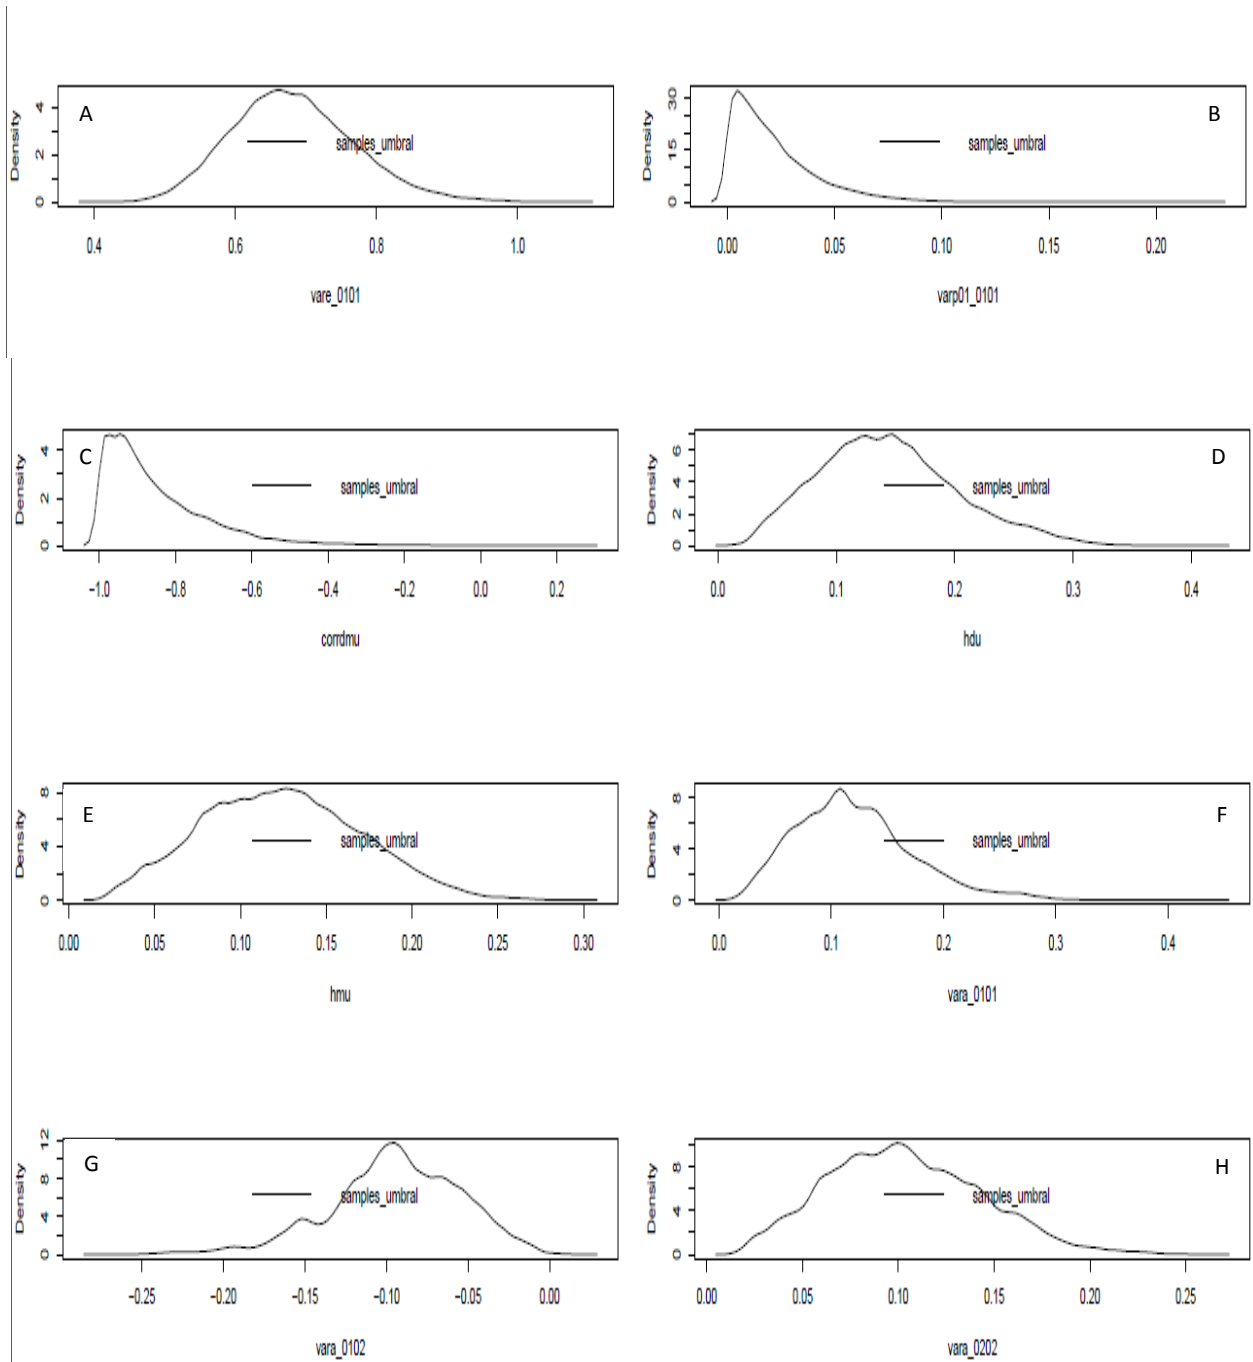 A
B
Density
0 2 4
samples_umbral
0.4 0.6 0.8 1.0
vare_0101
Density
0 15 30
samples_umbral
0.00 0.05 0.10 0.15 0.20
varp01_0101
C
D
Density
0 2 4
samples_umbral
−1.0 −0.8 −0.6 −0.4 −0.2 0.0 0.2
corrdmu
Density
0 2 4 6
samples_umbral
0.0 0.1 0.2 0.3 0.4
hdu
E
F
Density
0 4 8
samples_umbral
0.00 0.05 0.10 0.15 0.20 0.25 0.30
hmu
Density
0 4 8
samples_umbral
0.0 0.1 0.2 0.3 0.4
vara_0101
G
H
Density
0 4 8 12
samples_umbral
−0.25 −0.20 −0.15 −0.10 −0.05 0.00
vara_0102
Density
0 4 8
samples_umbral
0.00 0.05 0.10 0.15 0.20 0.25
vara_0202